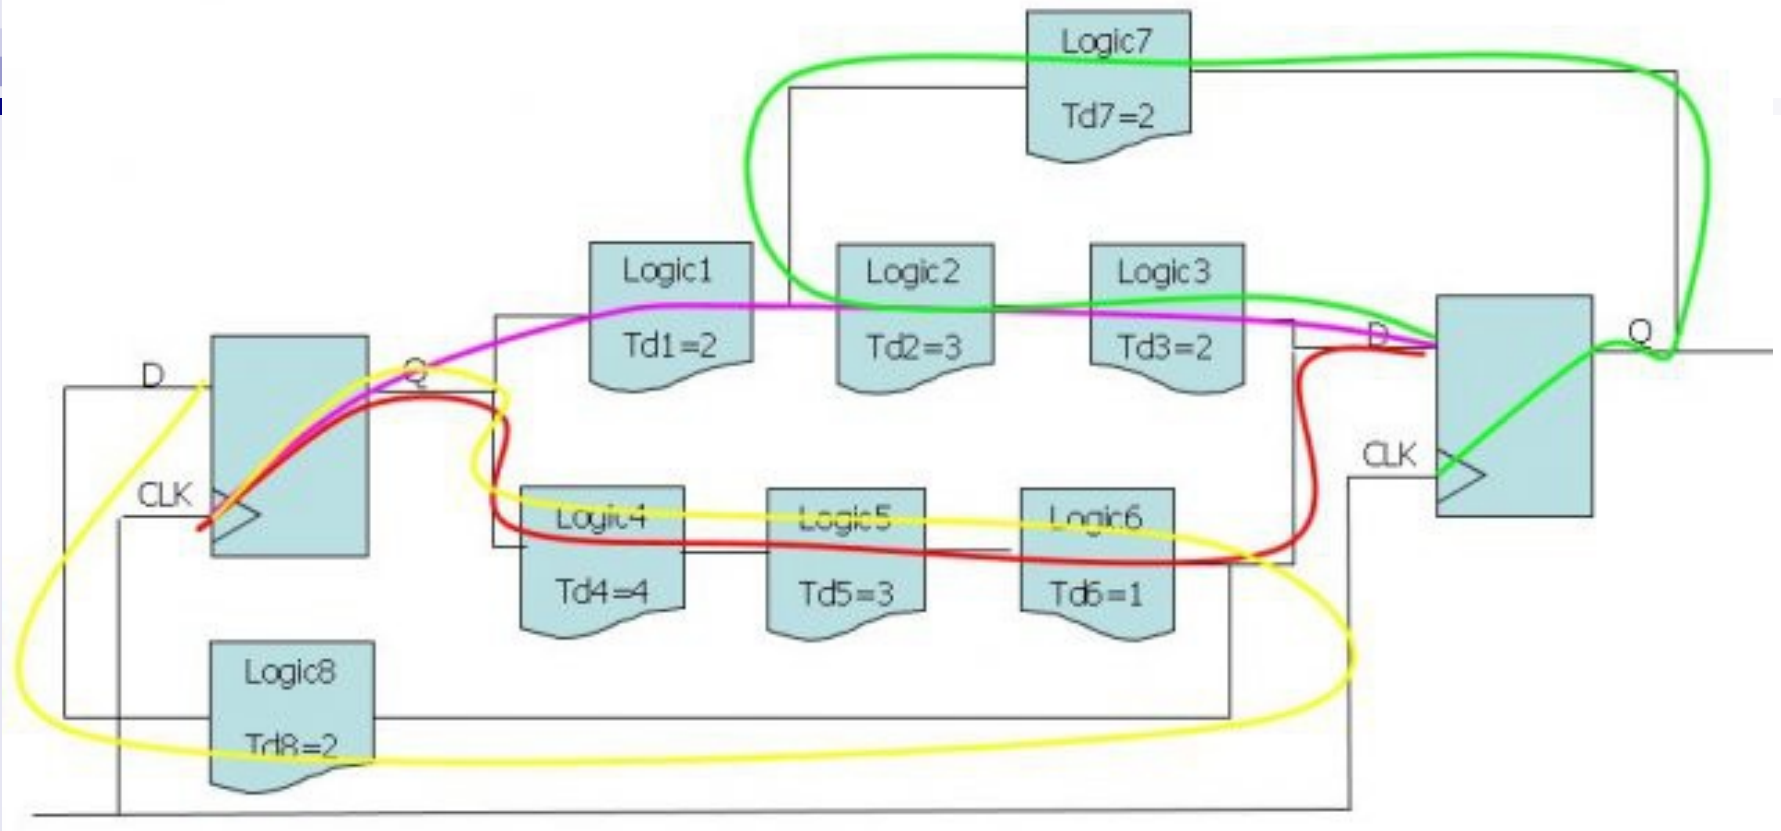 Logic7
Td7=2
Logic1
Td1=2
Logic2
Td2=3
Logic3
Td3=2
D
Q
CLK
D
Q
CLK
Logic4
Td4=4
Logic5
Td5=3
Logic6
Td6=1
Logic8
Td8=2